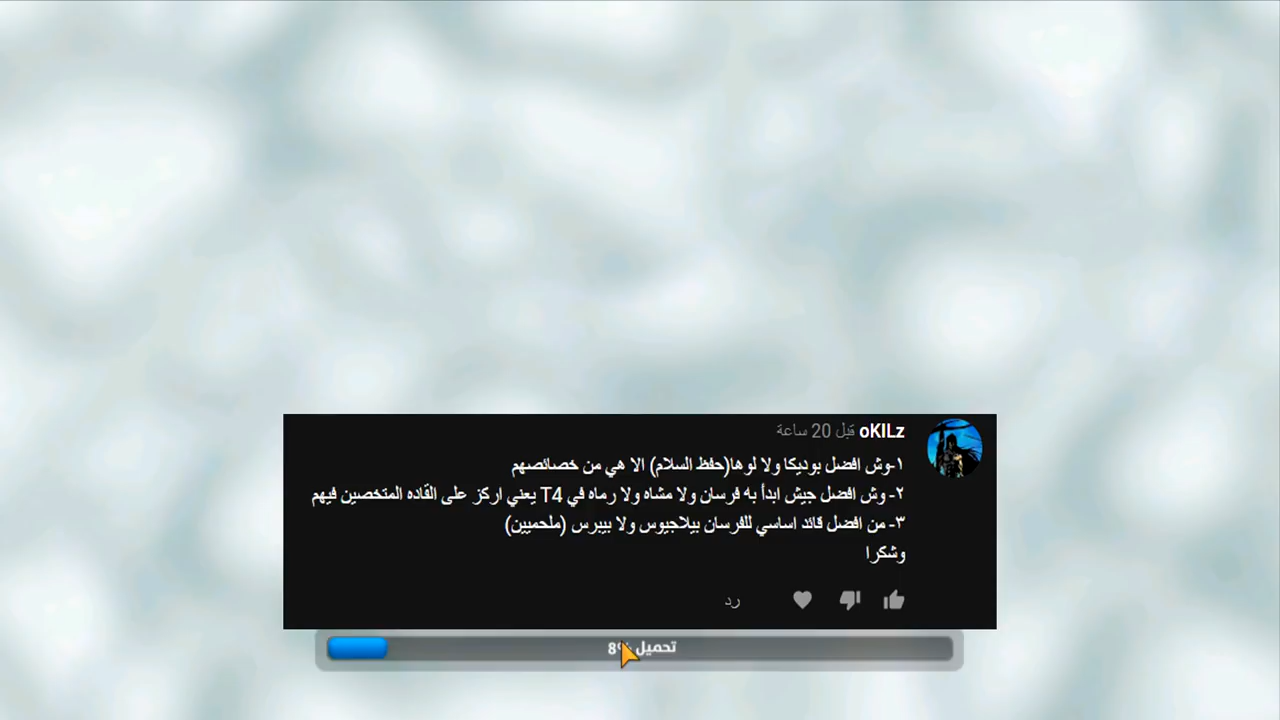 oKILz قبل 20 ساعة
١-وش افضل بوديكا ولا لوها(حفظ السلام) الا هي من خصائصهم
٢- وش افضل جيش ابدأ به فرسان ولا مشاه ولا رماه في T4 يعني اركز على القاده المتخصين فيهم
٣- من افضل قائد اساسي للفرسان بيلاجيوس ولا بيبرس (ملحميين)
وشكرا
رد
تحميل 8%